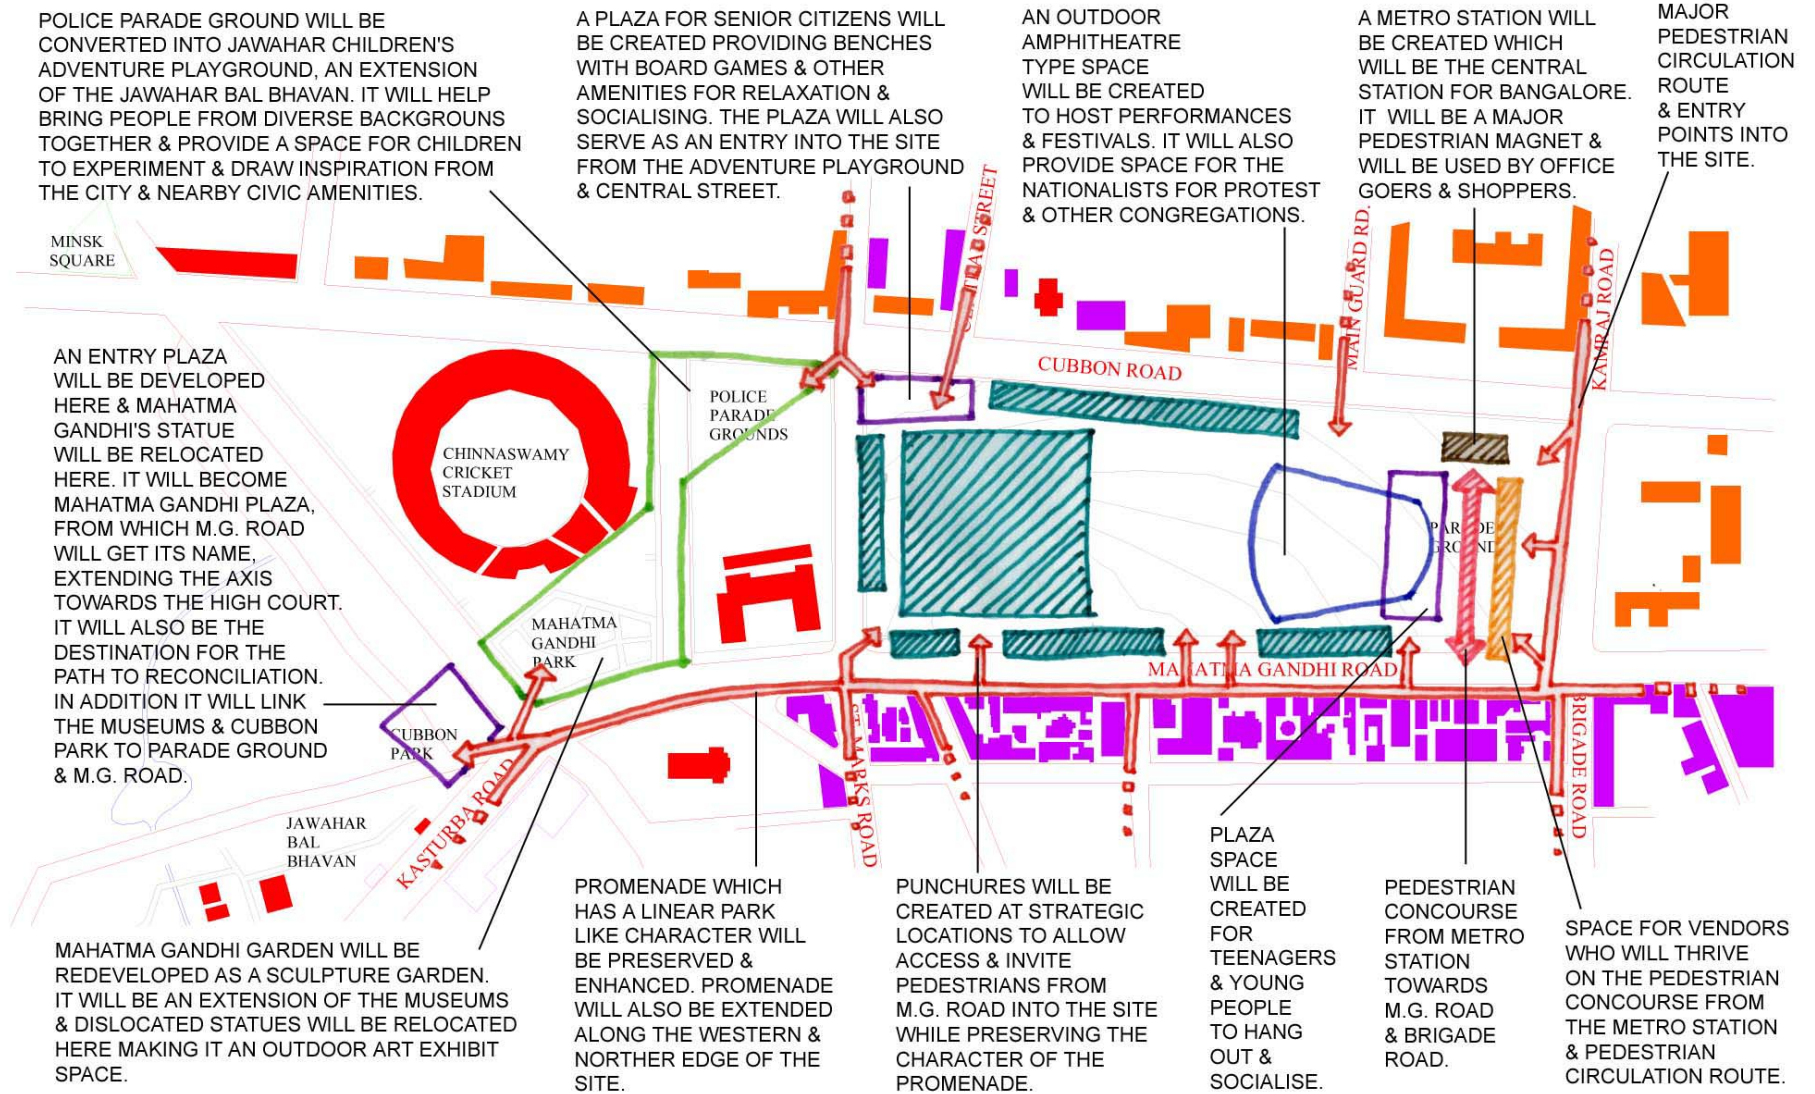 POLICE PARADE GROUND WILL BE
CONVERTED INTO JAWAHAR CHILDREN'S
ADVENTURE PLAYGROUND, AN EXTENSION
OF THE JAWAHAR BAL BHAVAN. IT WILL HELP
BRING PEOPLE FROM DIVERSE BACKGROUNS
TOGETHER & PROVIDE A SPACE FOR CHILDREN
TO EXPERIMENT & DRAW INSPIRATION FROM
THE CITY & NEARBY CIVIC AMENITIES.
A PLAZA FOR SENIOR CITIZENS WILL
BE CREATED PROVIDING BENCHES
WITH BOARD GAMES & OTHER
AMENITIES FOR RELAXATION &
SOCIALISING. THE PLAZA WILL ALSO
SERVE AS AN ENTRY INTO THE SITE
FROM THE ADVENTURE PLAYGROUND
& CENTRAL STREET.
AN OUTDOOR
AMPHITHEATRE
TYPE SPACE
WILL BE CREATED
TO HOST PERFORMANCES
& FESTIVALS. IT WILL ALSO
PROVIDE SPACE FOR THE
NATIONALISTS FOR PROTEST
& OTHER CONGREGATIONS.
A METRO STATION WILL
BE CREATED WHICH
WILL BE THE CENTRAL
STATION FOR BANGALORE.
IT WILL BE A MAJOR
PEDESTRIAN MAGNET &
WILL BE USED BY OFFICE
GOERS & SHOPPERS.
MAJOR
PEDESTRIAN
CIRCULATION
ROUTE
& ENTRY
POINTS INTO
THE SITE.
MINSK
SQUARE
CENTRAL STREET
MAIN GUARD RD.
KAMRAJ ROAD
CUBBON ROAD
AN ENTRY PLAZA
WILL BE DEVELOPED
HERE & MAHATMA
GANDHI'S STATUE
WILL BE RELOCATED
HERE. IT WILL BECOME
MAHATMA GANDHI PLAZA,
FROM WHICH M.G. ROAD
WILL GET ITS NAME,
EXTENDING THE AXIS
TOWARDS THE HIGH COURT.
IT WILL ALSO BE THE
DESTINATION FOR THE
PATH TO RECONCILIATION.
IN ADDITION IT WILL LINK
THE MUSEUMS & CUBBON
PARK TO PARADE GROUND
& M.G. ROAD.
CHINNASWAMY
CRICKET
STADIUM
POLICE
PARADE
GROUNDS
PARADE
GROUND
MAHATMA
GANDHI
PARK
MAHATMA GANDHI ROAD
CUBBON
PARK
KASTURBA ROAD
ST. MARKS ROAD
BRIGADE ROAD
JAWAHAR
BAL
BHAVAN
MAHATMA GANDHI GARDEN WILL BE
REDEVELOPED AS A SCULPTURE GARDEN.
IT WILL BE AN EXTENSION OF THE MUSEUMS
& DISLOCATED STATUES WILL BE RELOCATED
HERE MAKING IT AN OUTDOOR ART EXHIBIT
SPACE.
PROMENADE WHICH
HAS A LINEAR PARK
LIKE CHARACTER WILL
BE PRESERVED &
ENHANCED. PROMENADE
WILL ALSO BE EXTENDED
ALONG THE WESTERN &
NORTHER EDGE OF THE
SITE.
PUNCHURES WILL BE
CREATED AT STRATEGIC
LOCATIONS TO ALLOW
ACCESS & INVITE
PEDESTRIANS FROM
M.G. ROAD INTO THE SITE
WHILE PRESERVING THE
CHARACTER OF THE
PROMENADE.
PLAZA
SPACE
WILL BE
CREATED
FOR
TEENAGERS
& YOUNG
PEOPLE
TO HANG
OUT &
SOCIALISE.
PEDESTRIAN
CONCOURSE
FROM METRO
STATION
TOWARDS
M.G. ROAD
& BRIGADE
ROAD.
SPACE FOR VENDORS
WHO WILL THRIVE
ON THE PEDESTRIAN
CONCOURSE FROM
THE METRO STATION
& PEDESTRIAN
CIRCULATION ROUTE.